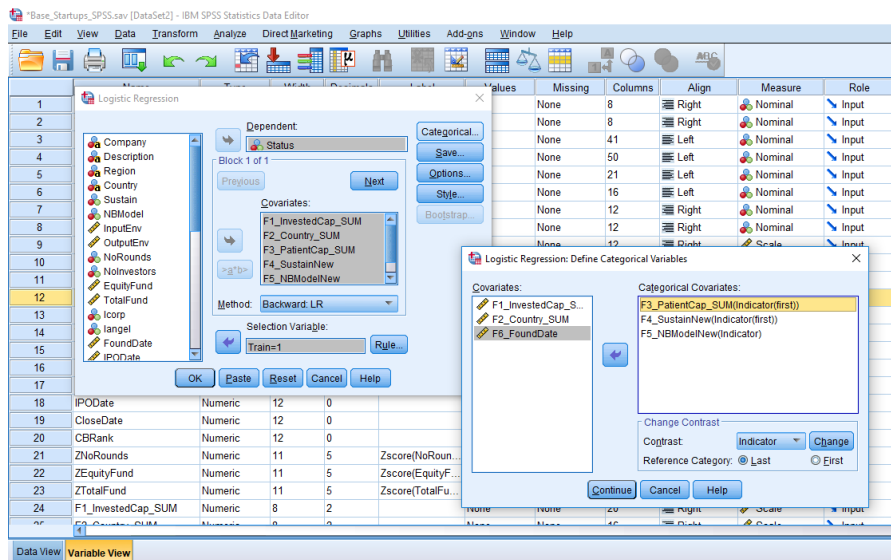 *Base_Startups_SPSS.sav [DataSet2] - IBM SPSS Statistics Data Editor
File Edit View Data Transform Analyze Direct Marketing Graphs Utilities Add-ons Window Help
Values Missing Columns Align Measure Role
1 None 8 Right Nominal Input
2 None 8 Right Nominal Input
3 None 41 Left Nominal Input
4 None 50 Left Nominal Input
5 None 21 Left Nominal Input
6 None 16 Left Nominal Input
7 None 12 Right Nominal Input
8 None 12 Right Nominal Input
9 None 12 Right Scale Input
10
11
12
13
14
15
16
17
18 IPODate Numeric 12 0
19 CloseDate Numeric 12 0
20 CBRank Numeric 12 0
21 ZNoRounds Numeric 11 5 Zscore(NoRoun...
22 ZEquityFund Numeric 11 5 Zscore(EquityF...
23 ZTotalFund Numeric 11 5 Zscore(TotalFu...
24 F1_InvestedCap_SUM Numeric 8 2 None None 20 Right Scale Input
Logistic Regression
Company
Description
Region
Country
Sustain
NBModel
InputEnv
OutputEnv
NoRounds
NoInvestors
EquityFund
TotalFund
Icorp
Iangel
FoundDate
IPODate
Dependent:
Status
Block 1 of 1
Previous
Next
Covariates:
F1_InvestedCap_SUM
F2_Country_SUM
F3_PatientCap_SUM
F4_SustainNew
F5_NBModelNew
>a*b>
Method: Backward: LR
Selection Variable:
Train=1
Rule...
Categorical...
Save...
Options...
Style...
Bootstrap...
OK Paste Reset Cancel Help
Logistic Regression: Define Categorical Variables
Covariates:
F1_InvestedCap_S...
F2_Country_SUM
F6_FoundDate
Categorical Covariates:
F3_PatientCap_SUM(Indicator(first))
F4_SustainNew(Indicator(first))
F5_NBModelNew(Indicator)
Change Contrast
Contrast: Indicator Change
Reference Category: Last First
Continue Cancel Help
Data View Variable View